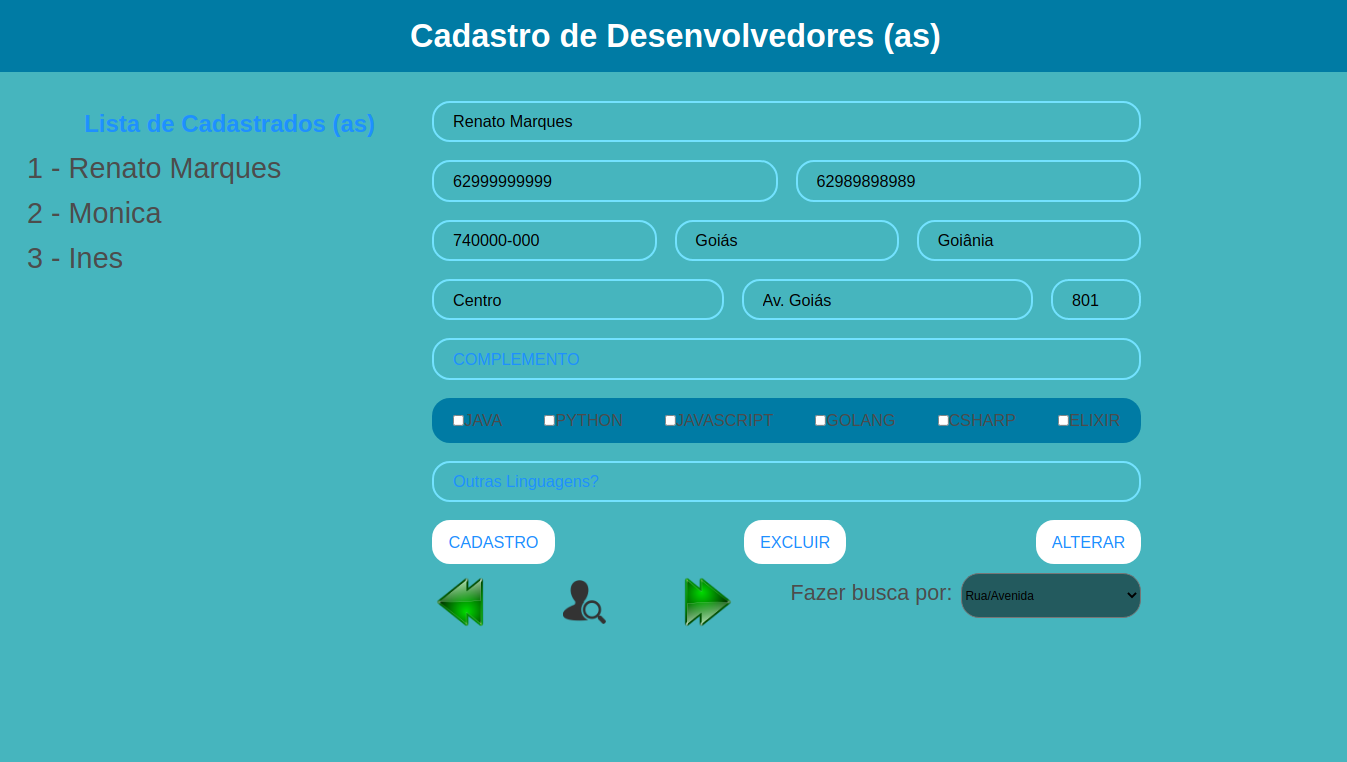 Cadastro de Desenvolvedores (as)
Lista de Cadastrados (as)
1 - Renato Marques
2 - Monica
3 - Ines
Renato Marques
62999999999 62989898989
740000-000 Goiás Goiânia
Centro Av. Goiás 801
COMPLEMENTO
JAVA PYTHON JAVASCRIPT GOLANG CSHARP ELIXIR
Outras Linguagens?
CADASTRO EXCLUIR ALTERAR
Fazer busca por: Rua/Avenida